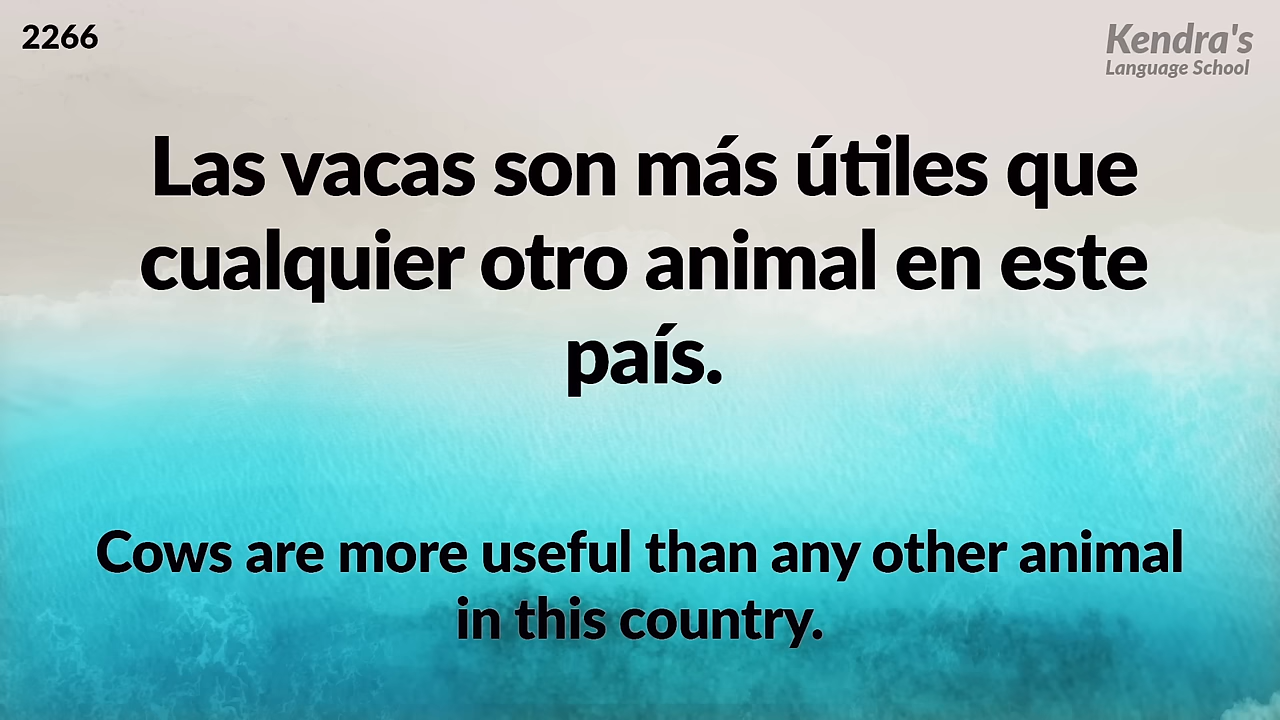 2266
Kendra's
Language School
Las vacas son más útiles que
cualquier otro animal en este
país.
Cows are more useful than any other animal
in this country.